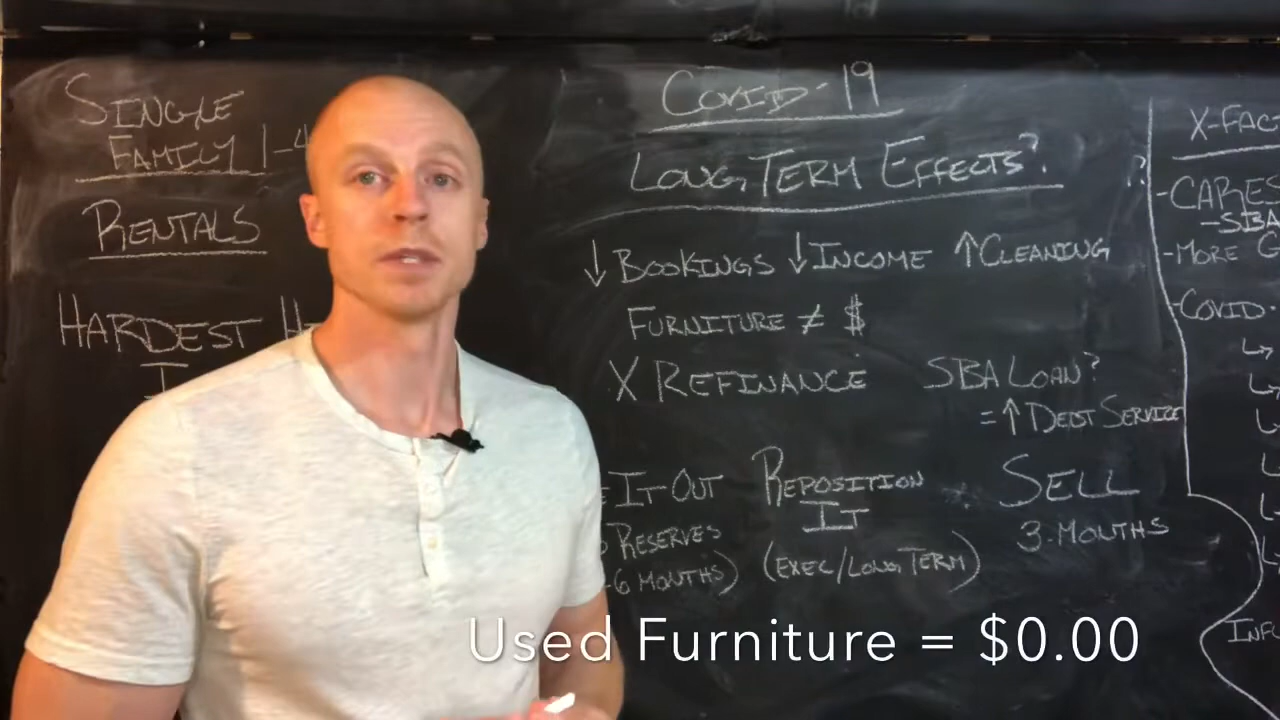 SINGLE
FAMILY 1-4
RENTALS
HARDEST
COVID-19
LONG TERM EFFECTS?
?
↓ BOOKINGS ↓ INCOME ↑ CLEANING
FURNITURE ≠ $
X REFINANCE SBA LOAN?
= ↑ DEBT SERVICE
IT OUT REPOSITION IT SELL
RESERVES 3-MONTHS
-6 MONTHS) (EXEC/LONG TERM)
X-FAC
-CARES
-SBA
-MORE G
-COVID-
INFO
Used Furniture = $0.00